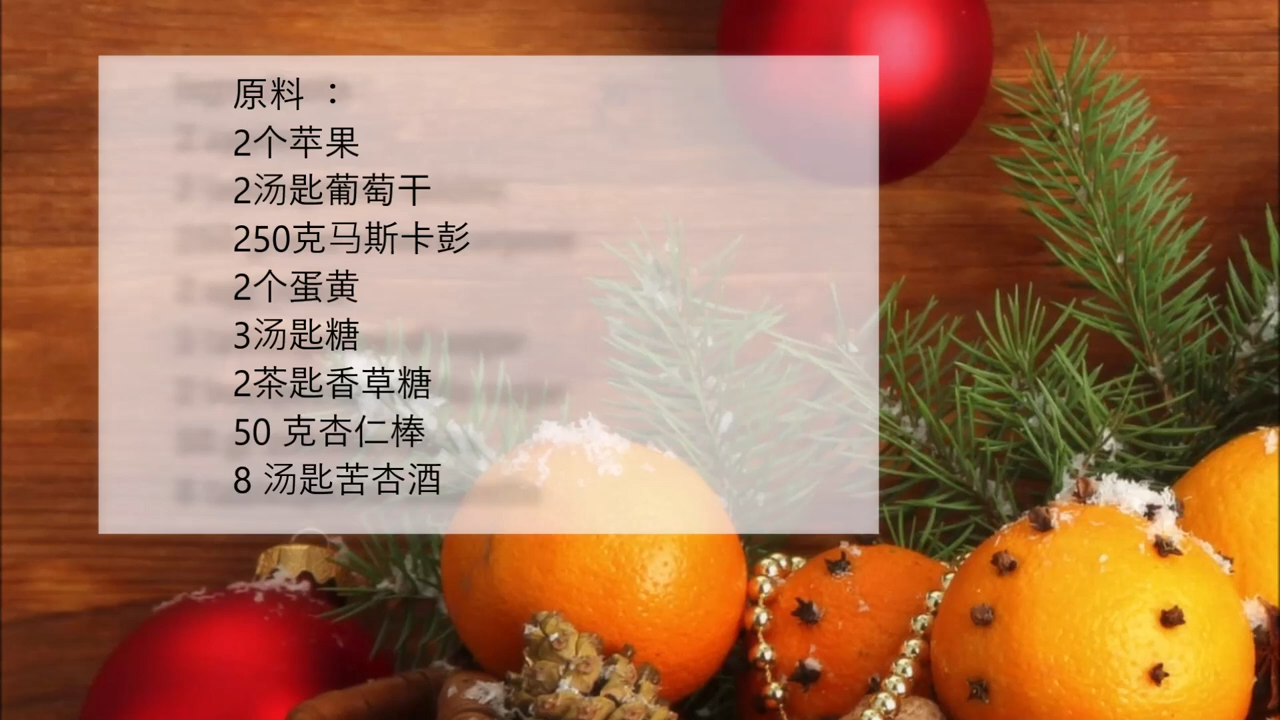 原料 ：
2个苹果
2汤匙葡萄干
250克马斯卡彭
2个蛋黄
3汤匙糖
2茶匙香草糖
50 克杏仁棒
8 汤匙苦杏酒